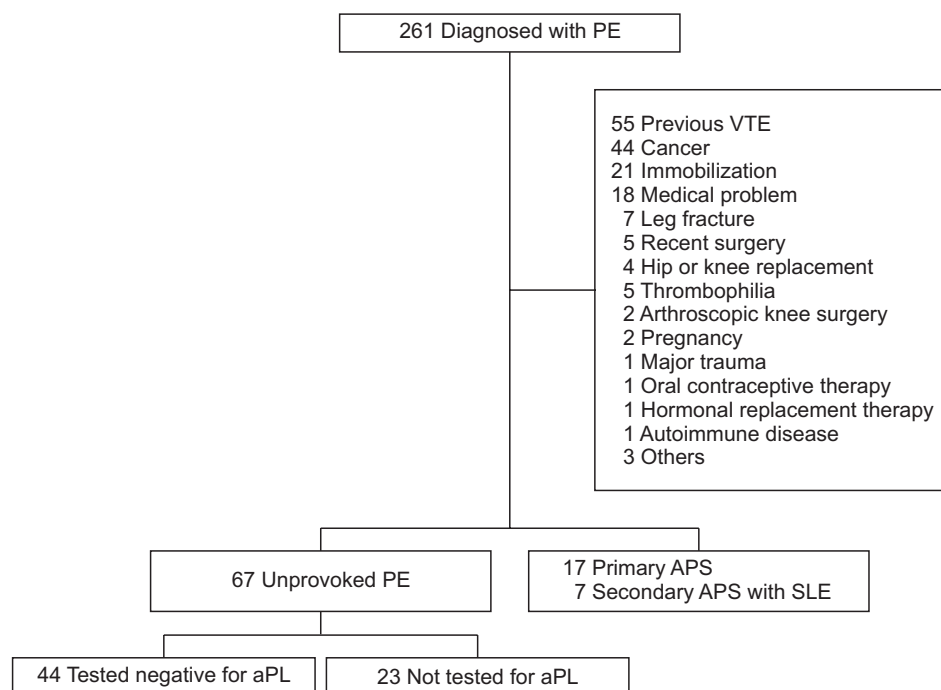 261 Diagnosed with PE
55 Previous VTE
44 Cancer
21 Immobilization
18 Medical problem
7 Leg fracture
5 Recent surgery
4 Hip or knee replacement
5 Thrombophilia
2 Arthroscopic knee surgery
2 Pregnancy
1 Major trauma
1 Oral contraceptive therapy
1 Hormonal replacement therapy
1 Autoimmune disease
3 Others
67 Unprovoked PE
17 Primary APS
7 Secondary APS with SLE
44 Tested negative for aPL
23 Not tested for aPL